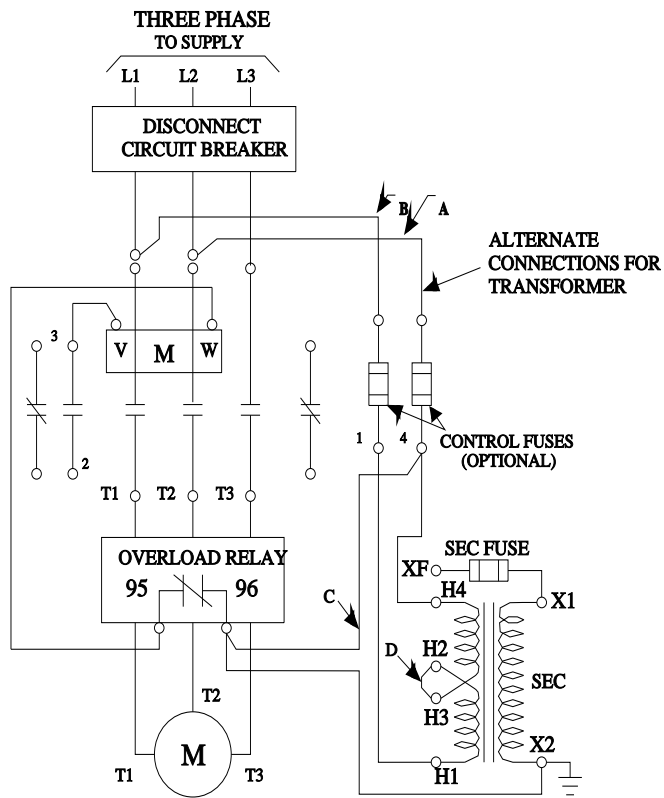 THREE PHASE
TO SUPPLY
L1 L2 L3
DISCONNECT
CIRCUIT BREAKER
B A
ALTERNATE
CONNECTIONS FOR
TRANSFORMER
3 V M W
1 4 CONTROL FUSES
(OPTIONAL)
2
T1 T2 T3
OVERLOAD RELAY
95 96
SEC FUSE
XF
H4 X1
C
D H2
SEC
H3
T2
M
X2
T1 T3 H1